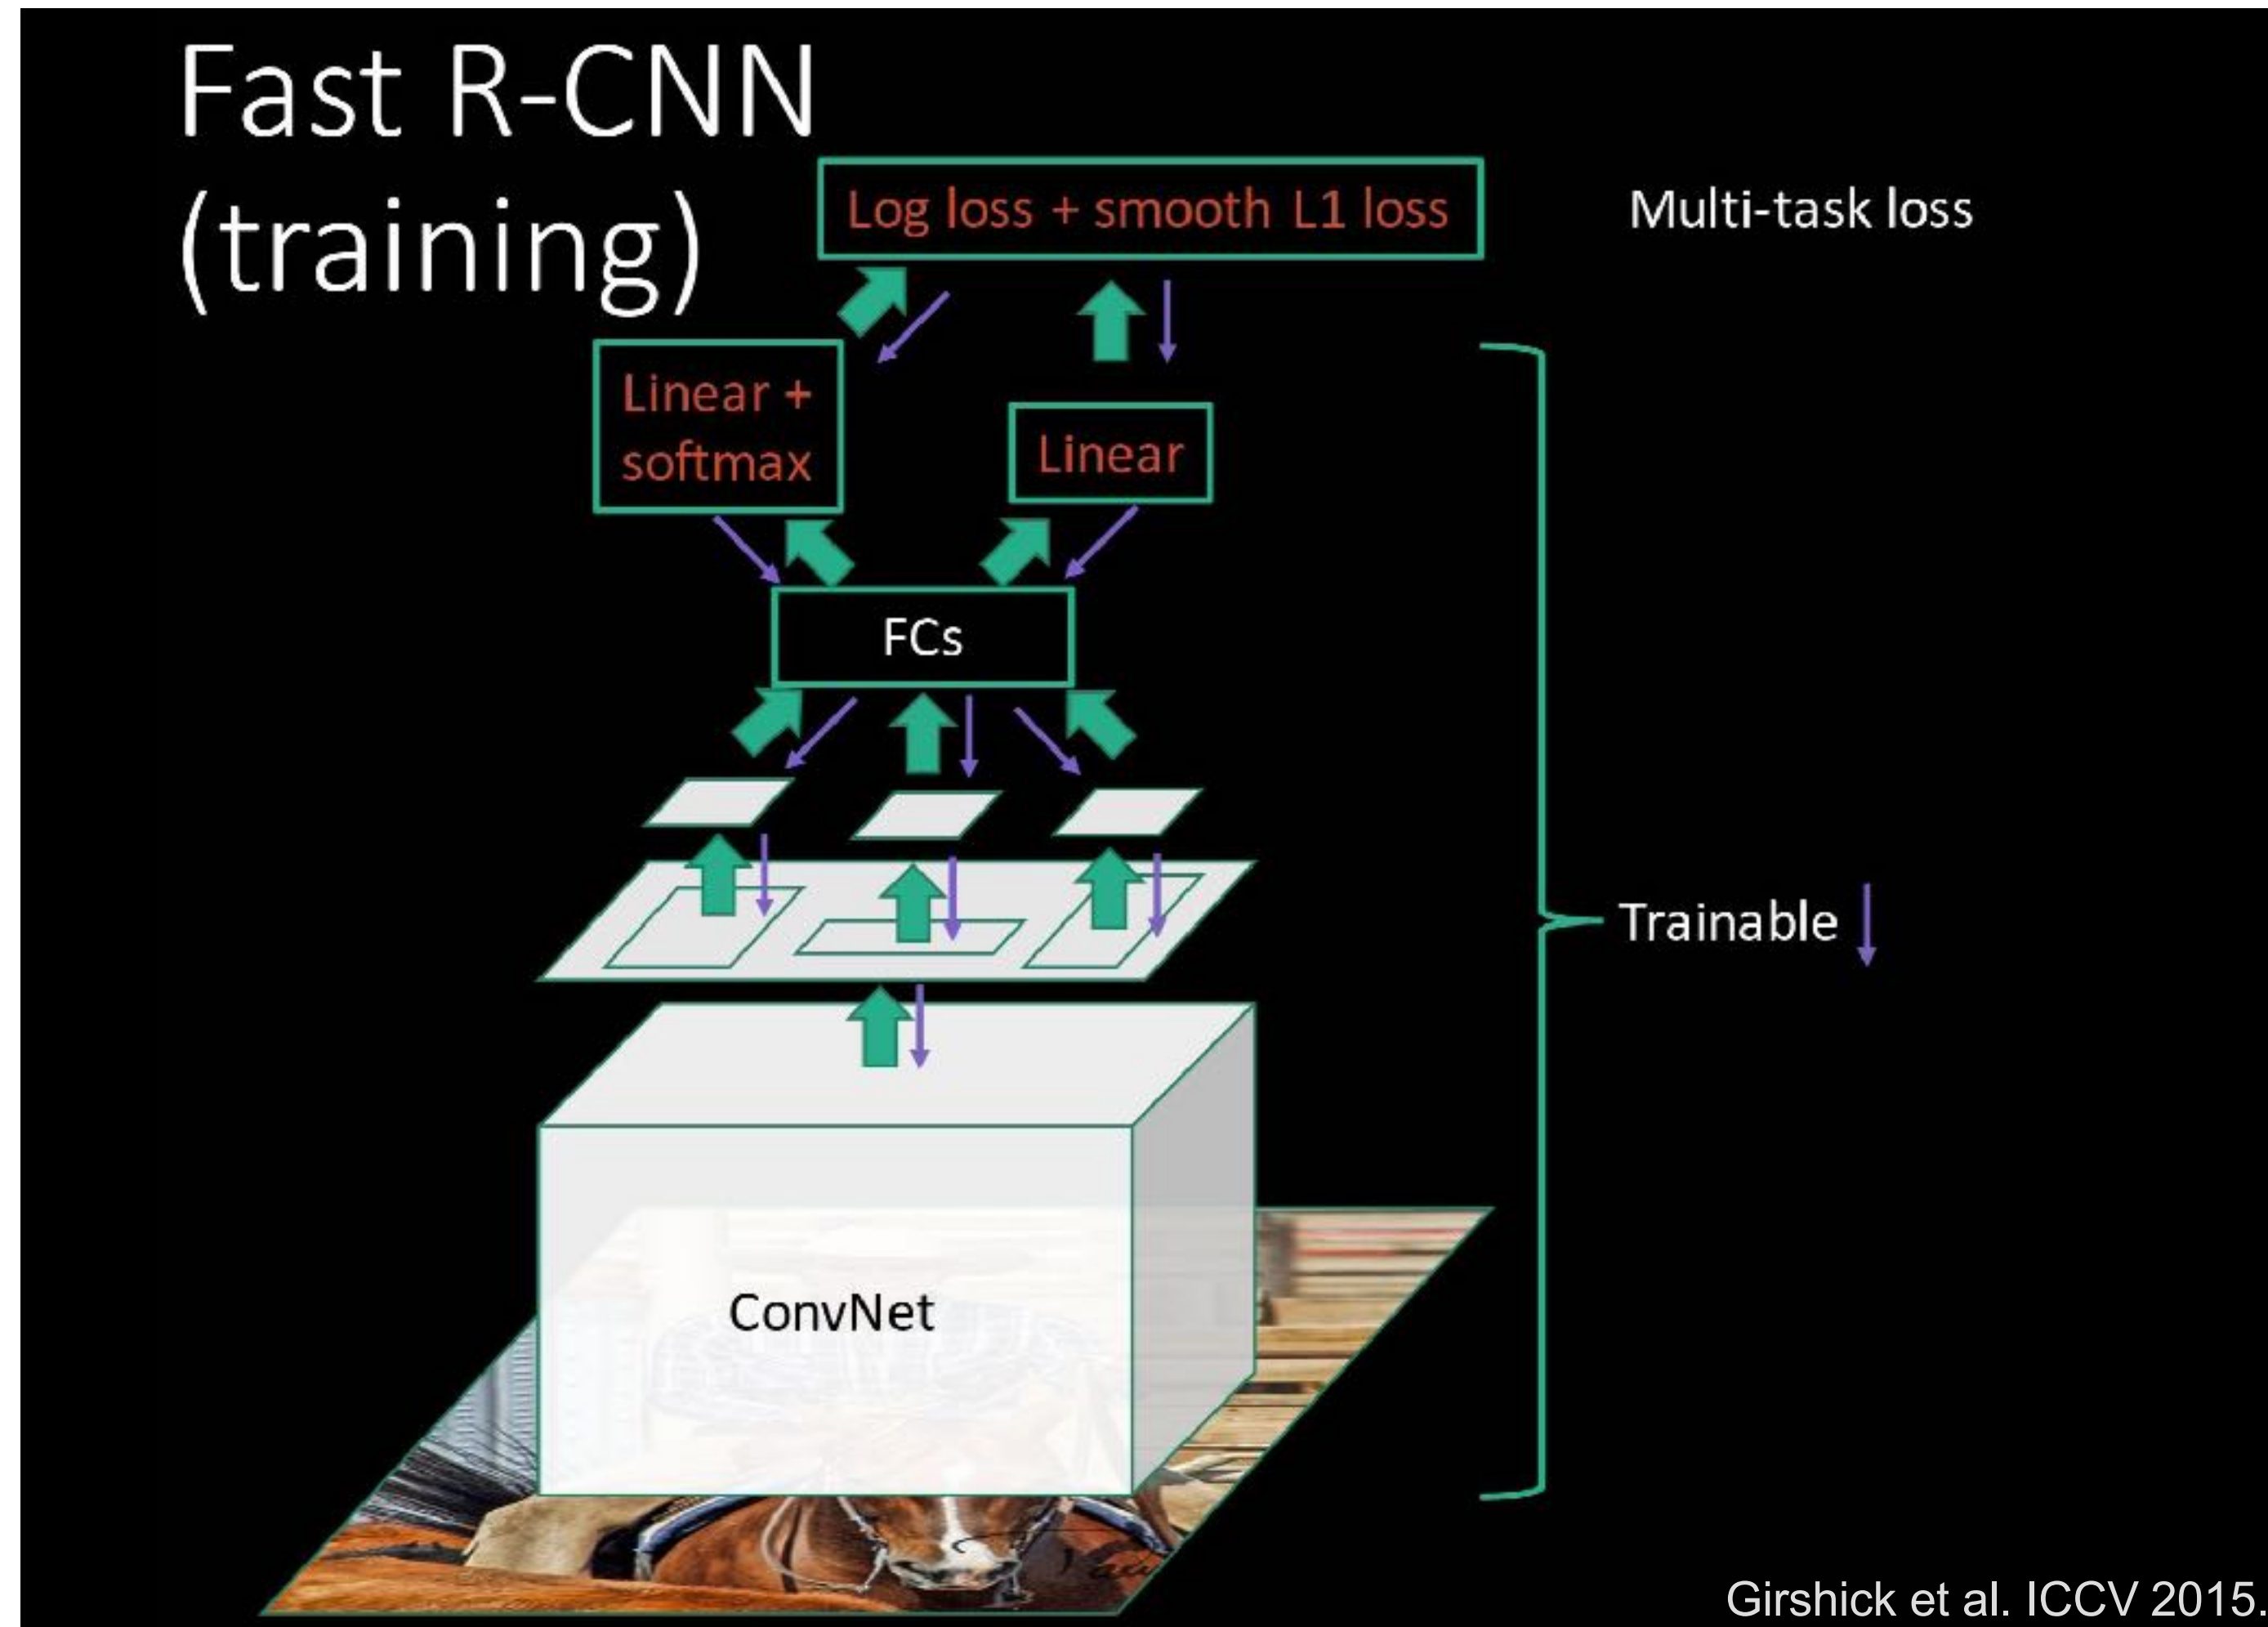 Fast R-CNN
(training)
Log loss + smooth L1 loss
Multi-task loss
Linear +
softmax
Linear
FCs
Trainable
ConvNet
Girshick et al. ICCV 2015.